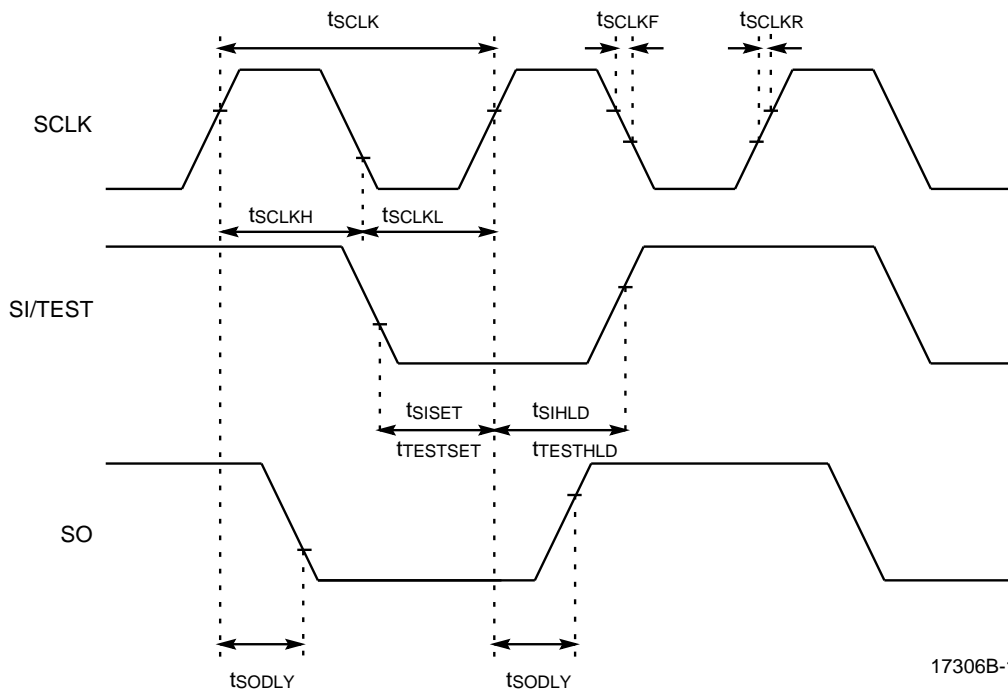 tSCLK
tSCLKF
tSCLKR
SCLK
tSCLKH
tSCLKL
SI/TEST
tSISET
tSIHLD
tTESTSET
tTESTHLD
SO
tSODLY
tSODLY
17306B-